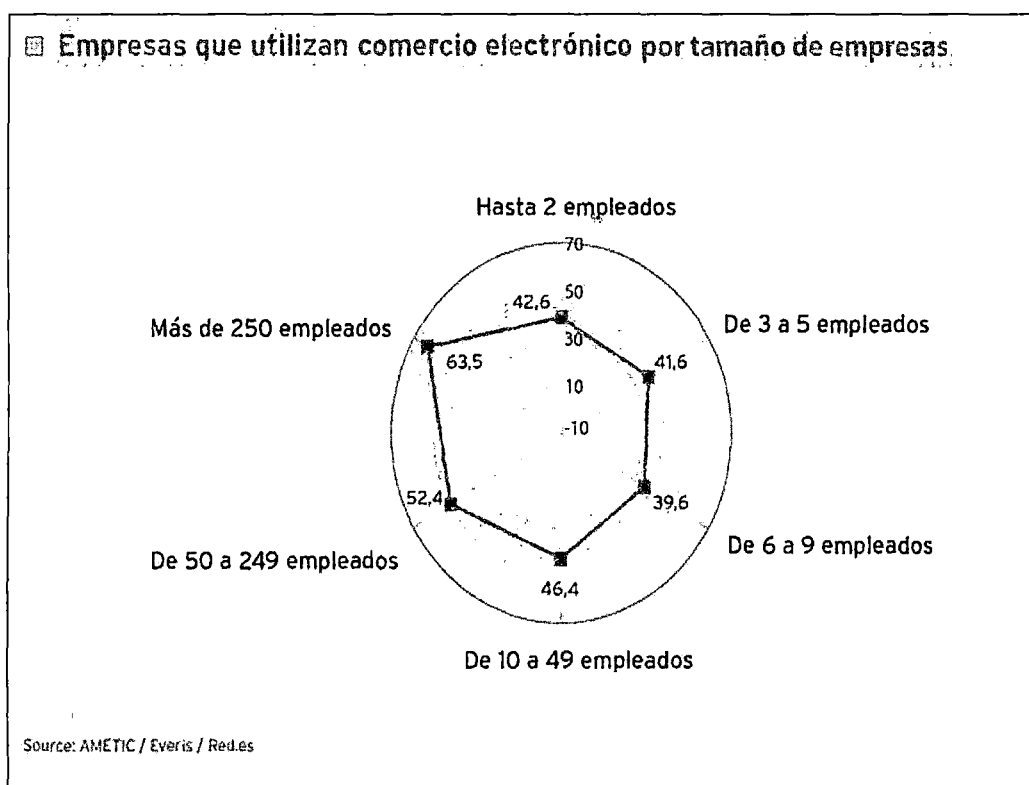 Empresas que utilizan comercio electrónico por tamaño de empresas
Hasta 2 empleados
70
42,6
50
De 3 a 5 empleados
Más de 250 empleados
30
63,5
41,6
10
-10
52,4
39,6
De 50 a 249 empleados
De 6 a 9 empleados
46,4
De 10 a 49 empleados
Source: AMETIC / Everis / Red.es